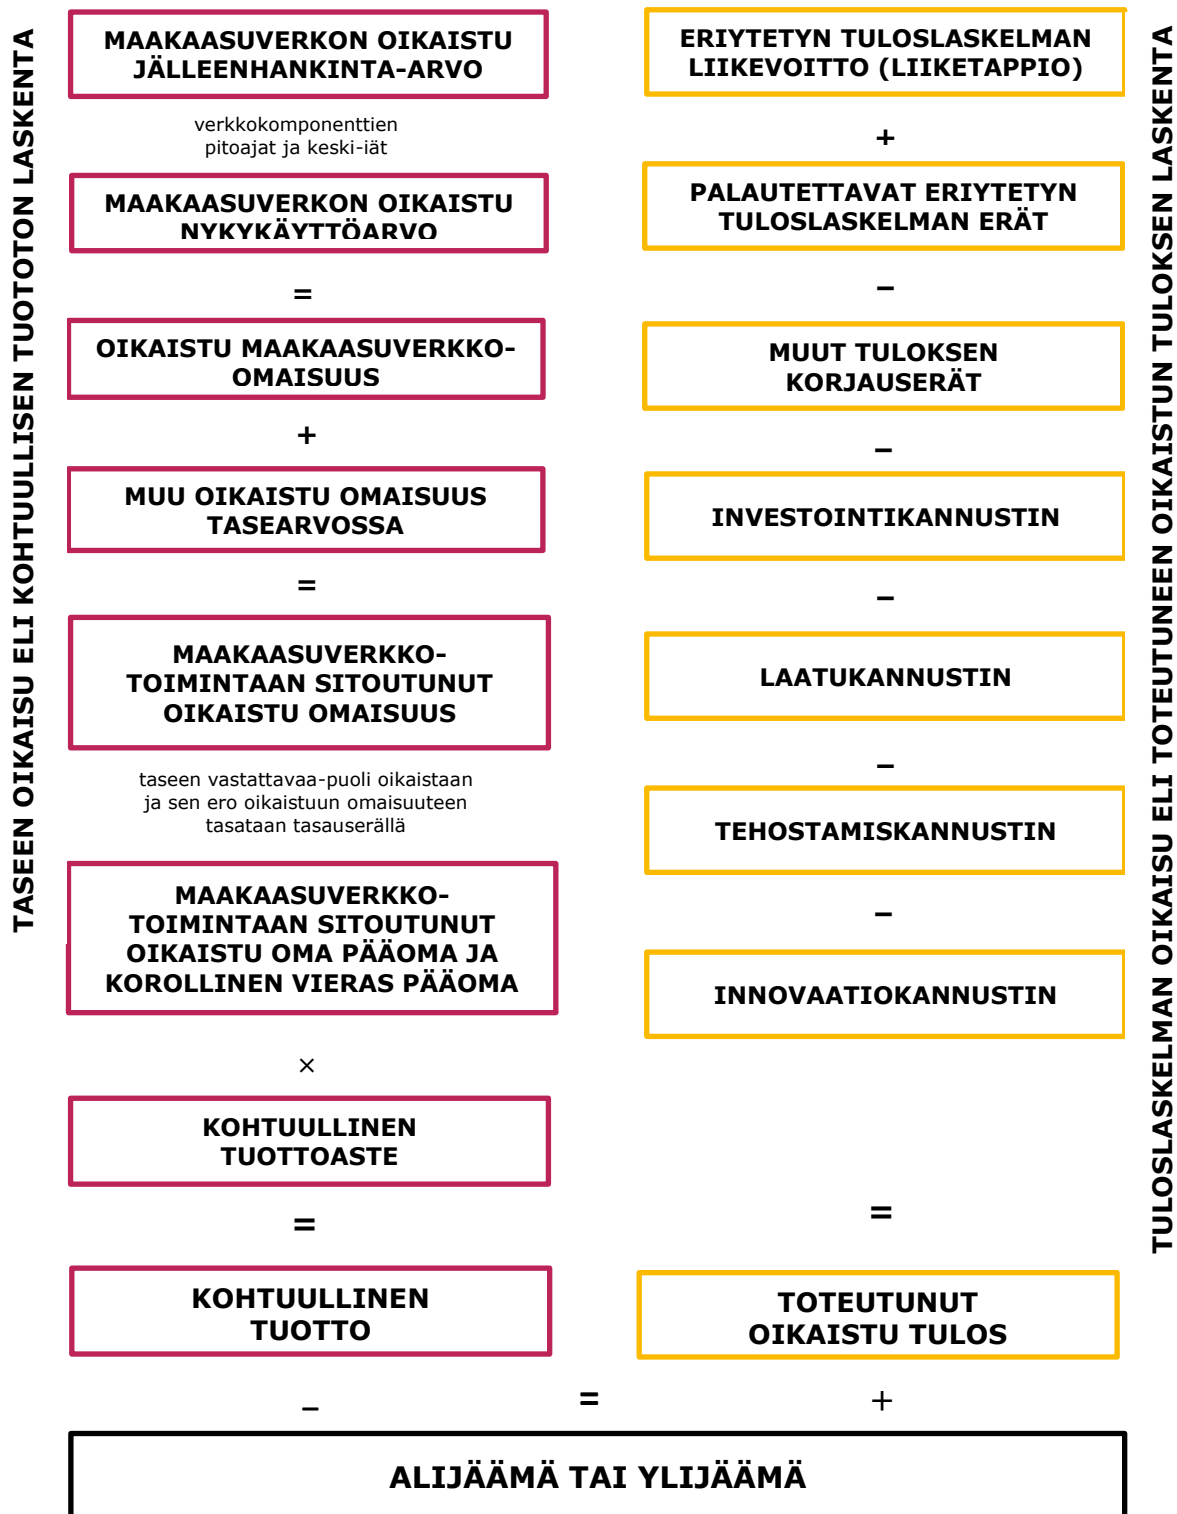 TASEEN OIKAISU ELI KOHTUULLISEN TUOTOTON LASKENTA
MAAKAASUVERKON OIKAISTU
JÄLLEENHANKINTA-ARVO
verkkokomponenttien
pitoajat ja keski-iät
MAAKAASUVERKON OIKAISTU
NYKYKÄYTTÖARVO
=
OIKAISTU MAAKAASUVERKKO-
OMAISUUS
+
MUU OIKAISTU OMAISUUS
TASEARVOSSA
=
MAAKAASUVERKKO-
TOIMINTAAN SITOUTUNUT
OIKAISTU OMAISUUS
taseen vastattavaa-puoli oikaistaan
ja sen ero oikaistuun omaisuuteen
tasataan tasauserällä
MAAKAASUVERKKO-
TOIMINTAAN SITOUTUNUT
OIKAISTU OMA PÄÄOMA JA
KOROLLINEN VIERAS PÄÄOMA
×
KOHTUULLINEN
TUOTTOASTE
=
KOHTUULLINEN
TUOTTO
ERIYTETYN TULOSLASKELMAN
LIIKEVOITTO (LIIKETAPPIO)
+
PALAUTETTAVAT ERIYTETYN
TULOSLASKELMAN ERÄT
–
MUUT TULOKSEN
KORJAUSERÄT
–
INVESTOINTIKANNUSTIN
–
LAATUKANNUSTIN
–
TEHOSTAMISKANNUSTIN
–
INNOVAATIOKANNUSTIN
=
TOTEUTUNUT
OIKAISTU TULOS
TULOSLASKELMAN OIKAISU ELI TOTEUTUNEEN OIKAISTUN TULOKSEN LASKENTA
– = +
ALIJÄÄMÄ TAI YLIJÄÄMÄ